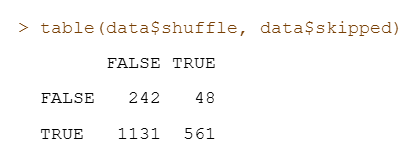 > table(data$shuffle, data$skipped)
FALSE TRUE
FALSE 242 48
TRUE 1131 561